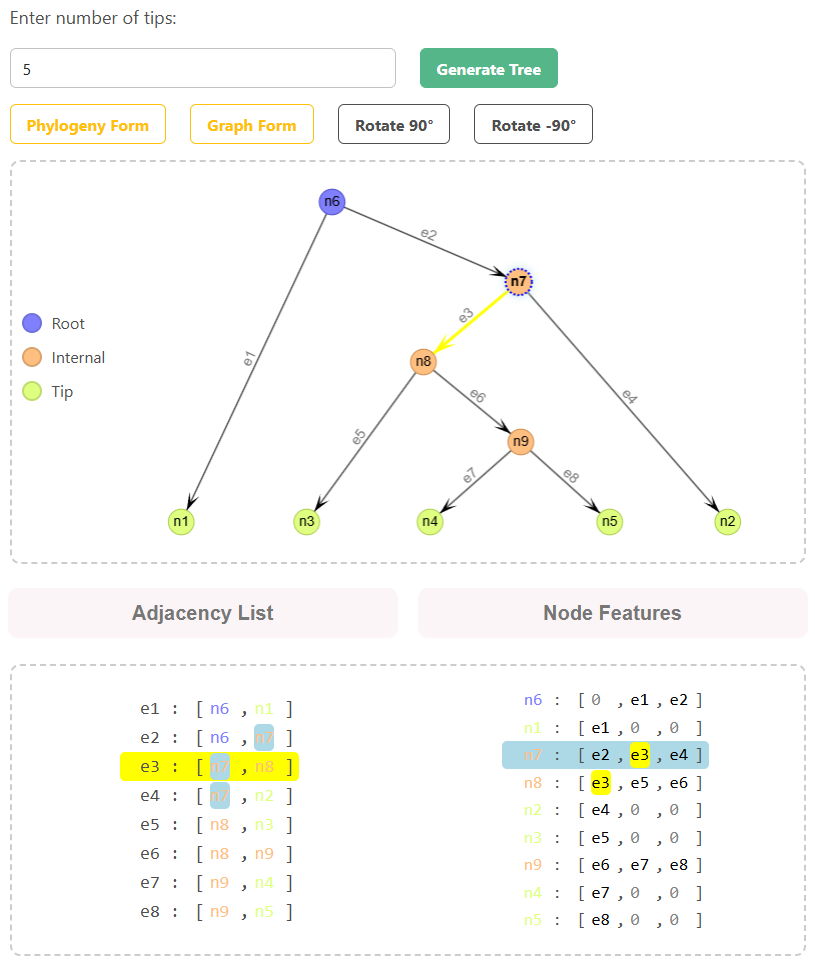 Enter number of tips:
5
Generate Tree
Phylogeny Form
Graph Form
Rotate 90°
Rotate -90°
n6
e2
n7
Root
e3
e1
Internal
n8
Tip
e6
e4
e5
n9
e7
e8
n1
n3
n4
n5
n2
Adjacency List
Node Features
e1 : [ n6 , n1 ]
e2 : [ n6 , n7 ]
e3 : [ n7 , n8 ]
e4 : [ n7 , n2 ]
e5 : [ n8 , n3 ]
e6 : [ n8 , n9 ]
e7 : [ n9 , n4 ]
e8 : [ n9 , n5 ]
n6 : [ 0 , e1 , e2 ]
n1 : [ e1 , 0 , 0 ]
n7 : [ e2 , e3 , e4 ]
n8 : [ e3 , e5 , e6 ]
n2 : [ e4 , 0 , 0 ]
n3 : [ e5 , 0 , 0 ]
n9 : [ e6 , e7 , e8 ]
n4 : [ e7 , 0 , 0 ]
n5 : [ e8 , 0 , 0 ]